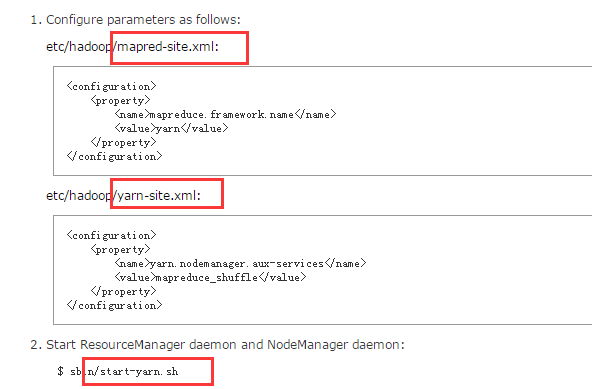 1. Configure parameters as follows:
etc/hadoop/mapred-site.xml:
<configuration>
<property>
<name>mapreduce.framework.name</name>
<value>yarn</value>
</property>
</configuration>
etc/hadoop/yarn-site.xml:
<configuration>
<property>
<name>yarn.nodemanager.aux-services</name>
<value>mapreduce_shuffle</value>
</property>
</configuration>
2. Start ResourceManager daemon and NodeManager daemon:
$ sbin/start-yarn.sh